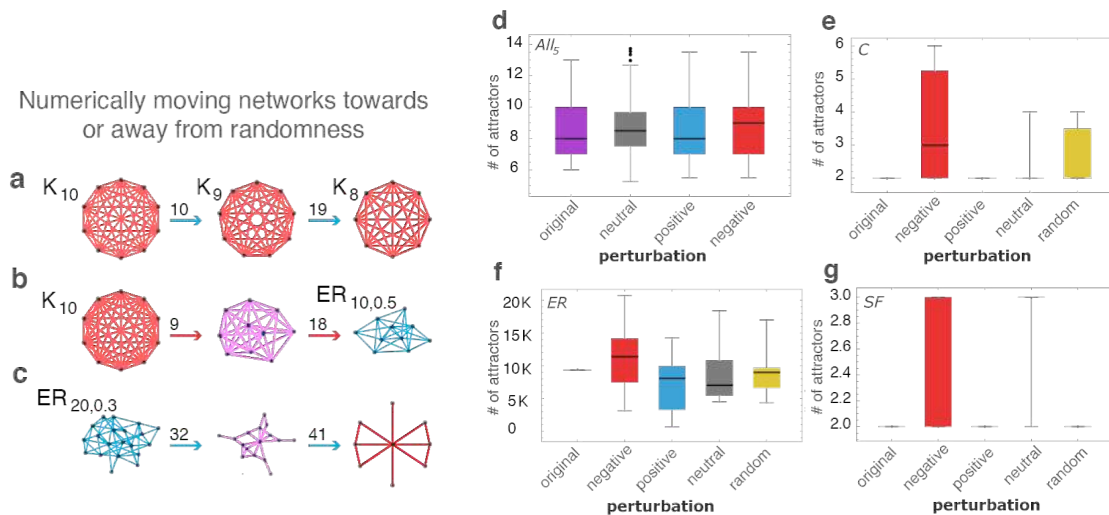 Numerically moving networks towards
or away from randomness
a
K10
10
K9
19
K8
b
K10
9
18
ER10,0.5
c
ER20,0.3
32
41
d
All5
# of attractors
14
12
10
8
6
original
neutral
positive
negative
perturbation
e
C
# of attractors
6
5
4
3
2
original
negative
positive
neutral
random
perturbation
f
ER
# of attractors
20K
15K
10K
5K
0
original
negative
positive
neutral
random
perturbation
g
SF
# of attractors
3.0
2.8
2.6
2.4
2.2
2.0
original
negative
positive
neutral
random
perturbation